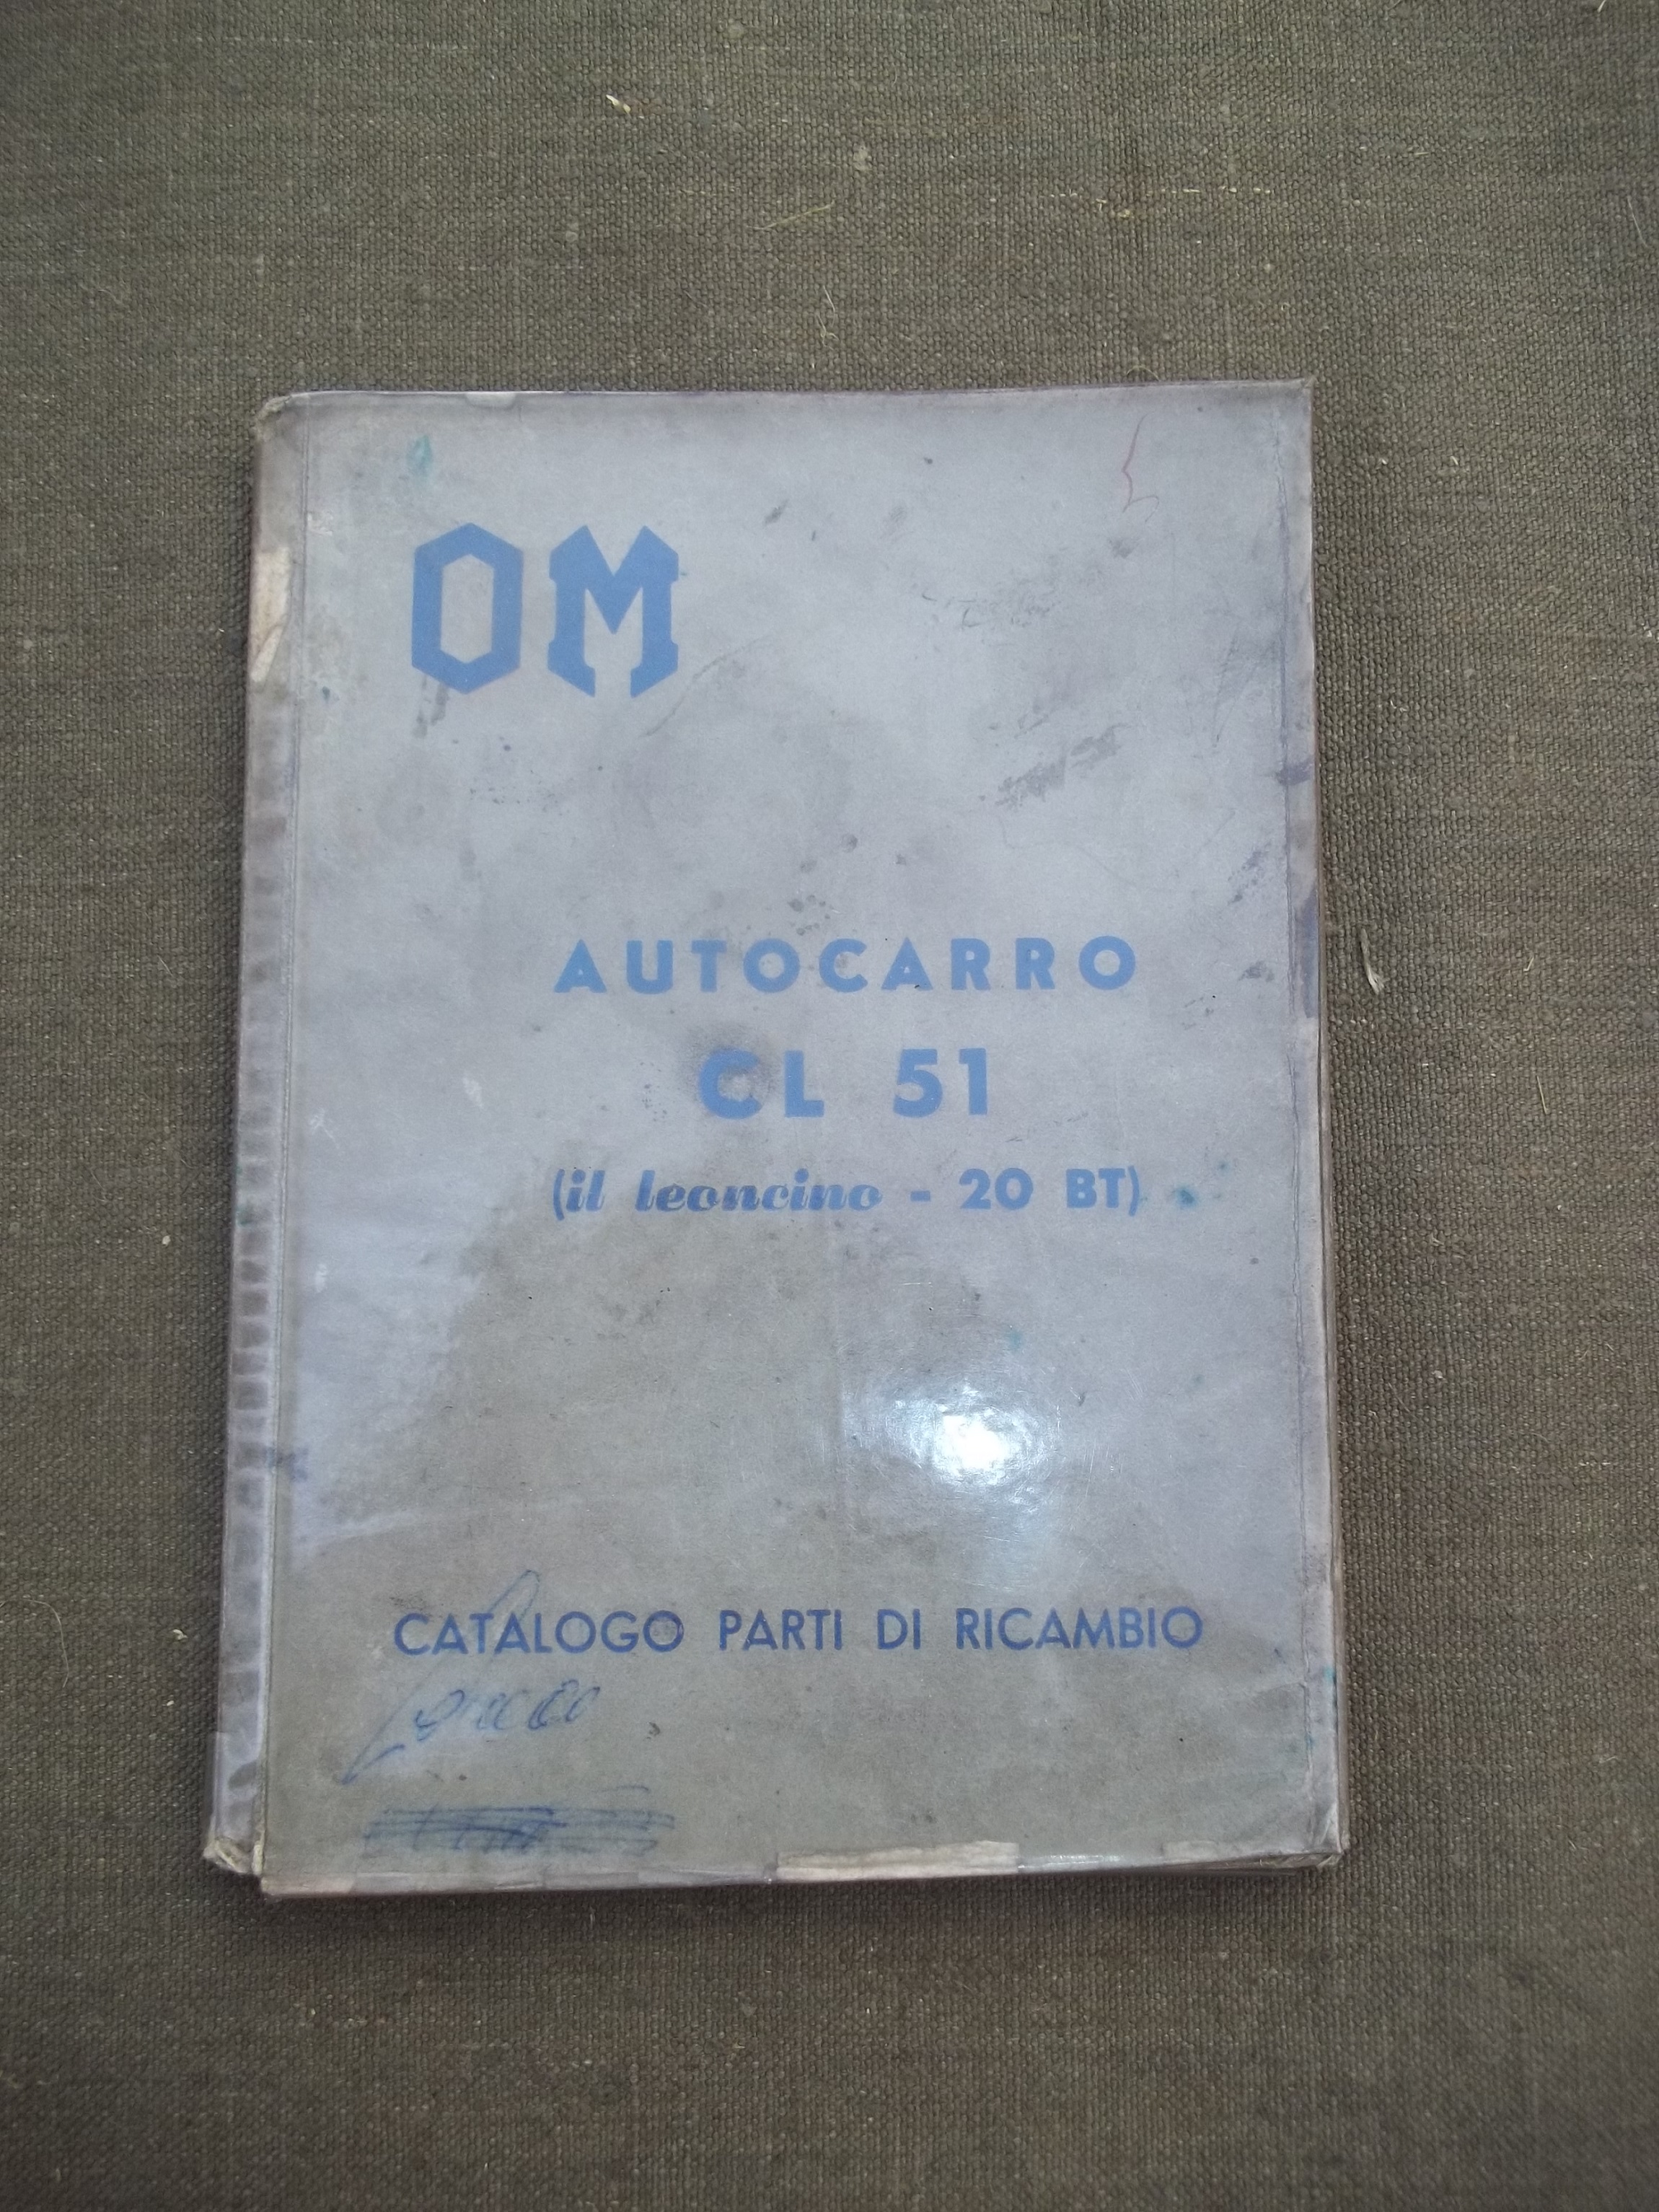 OM
AUTOCARRO
CL 51
(il leoncino - 20 BT)
CATALOGO PARTI DI RICAMBIO